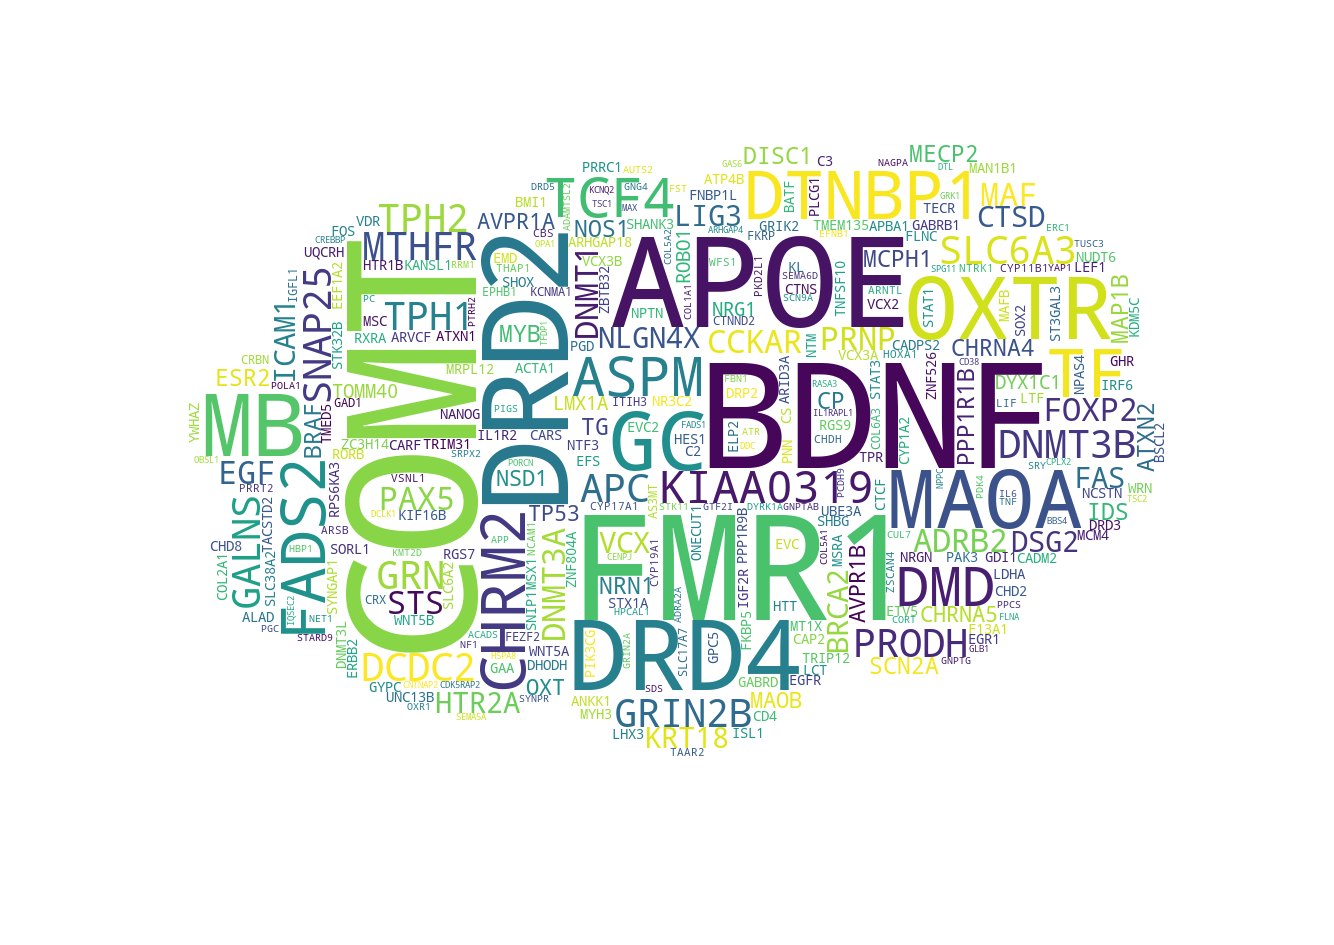 DISC1
C3
NAGPA
MECP2
DTL
MAN1B1
PRRC1
AUTS2
GAS6
ATP4B
DTNBP1
MAF
GRK1
DRD5
TCF4
KCNQ2
GNG4
FST
FNBP1L
BATF
PLCG1
TSC1
MAX
BMI1
ADAMTSL2
TPH2
AVPR1A
NOS1
SHANK3
LIG3
GRIK2
TMEM135
APBA1
GABRB1
TECR
CTSD
ERC1
VDR
FOS
CREBBP
MTHFR
CBS
OPA1
ARHGAP18
COL5A2
ROBO1
ARHGAP4
FKRP
EFNB1
FLNC
MCPH1
SLC6A3
TUSC3
NUDT6
UQCRH
HTR1B
KANSL1
RRM1
EMD
THAP1
VCX3B
DNMT1
APOE
WFS1
PKD2L1
KL
SEMA6D
SCN9A
CTNS
TNFSF10
ARNTL
VCX2
SPG11
NTRK1
CYP11B1
YAP1
LEF1
IGFL1
EEF1A2
SNAP25
PC
SHOX
EPHB1
KCNMA1
ZBTB32
COL1A1
NRG1
CTNND2
STAT1
OXTR
MAFB
SOX2
ST3GAL3
MAP1B
KDM5C
ICAM1
STK32B
MSC
TPH1
PTRH2
DRD2
MYB
TFDP1
NPTN
NLGN4X
CCKAR
PRNP
NTM
VCX3A
HOXA1
CADPS2
CHRNA4
RXRA
ARVCF
ATXN1
PGD
ARID3A
STAT3
ZNF526
CD38
TF
NPAS4
GHR
CRBN
ESR2
POLA1
TOMM40
MRPL12
ACTA1
ASPM
FBN1
RASA3
DYX1C1
IRF6
GAD1
COMT
NANOG
PIGS
LMX1A
ITIH3
NR3C2
DRP2
CP
IL1RAPL1
COL6A3
PPP1R1B
LIF
LTF
FOXP2
YWHAZ
MB
BRAF
TMED5
ZC3H14
CARF
TRIM31
IL1R2
CARS
TG
EVC2
FADS1
GC
HES1
ELP2
ATR
CS
RGS9
CHDH
BDNF
CYP1A2
DNMT3B
ATXN2
BSCL2
OBSL1
RORB
SRPX2
NTF3
C2
DDC
PNN
TPR
SRY
CPLX2
EGF
PRRT2
FADS2
RPS6KA3
VSNL1
PORCN
NSD1
EFS
APC
AS3MT
KIAA0319
PCDH9
CTCF
NPPC
MAOA
PDK4
FAS
NCSTN
WRN
TSC2
IL6
TNF
GALNS
TACSTD2
DCLK1
PAX5
KIF16B
CHRM2
TP53
CYP17A1
STK11
GTF2I
DYRK1A
GNPTAB
UBE3A
IDS
CHD8
ARSB
SORL1
APP
NCAM1
DNMT3A
ZNF804A
VCX
ONECUT1
PPP1R9B
FMR1
EVC
SHBG
COL5A1
MSRA
CUL7
ADRB2
BBS4
DRD3
MCM4
DSG2
COL2A1
SLC38A2
HBP1
KMT2D
RGS7
CENPJ
CYP19A1
NRGN
PAK3
GDI1
CADM2
SYNGAP1
GRN
SLC6A2
MSX1
NRN1
IGF2R
ZSCAN4
DMD
LDHA
CHD2
IQSEC2
CRX
STS
STX1A
ADRA2A
HTT
BRCA2
AVPR1B
PPCS
ALAD
NET1
WNT5B
SNIP1
HPCAL1
ETV5
CHRNA5
FLNA
PGC
STARD9
DNMT3L
ERBB2
ACADS
NF1
FEZF2
FKBP5
MT1X
CAP2
CORT
F13A1
EGR1
DCDC2
HSPA8
WNT5A
PIK3CG
GRIN2A
DRD4
SLC17A7
GPC5
TRIP12
PRODH
GLB1
GNPTG
GAA
DHODH
LCT
SCN2A
GYPC
CNTNAP2
CDK5RAP2
OXT
SDS
GABRD
EGFR
UNC13B
HTR2A
SYNPR
ANKK1
MAOB
OXR1
SEMA5A
MYH3
GRIN2B
CD4
LHX3
KRT18
ISL1
TAAR2